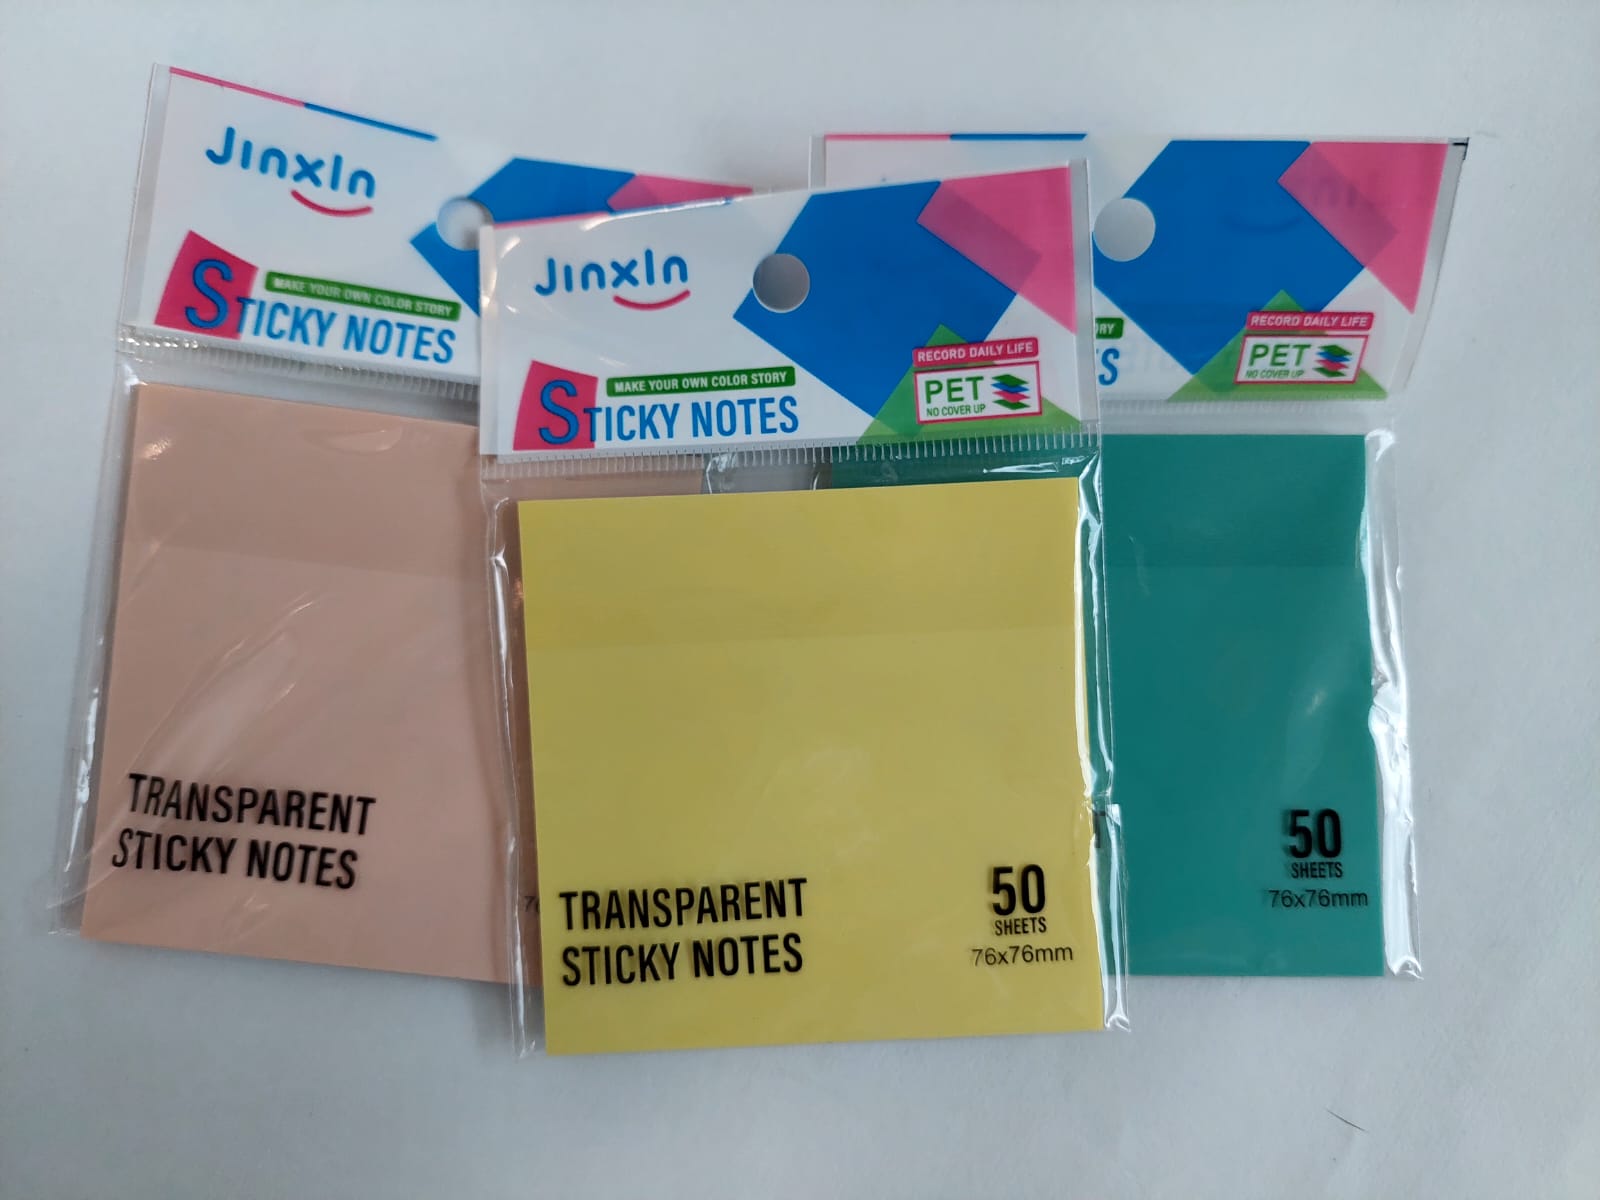 JInxIn
MAKE YOUR OWN COLOR STORY
STICKY NOTES
TRANSPARENT
STICKY NOTES
JInxIn
MAKE YOUR OWN COLOR STORY
STICKY NOTES
RECORD DAILY LIFE
PET
NO COVER UP
TRANSPARENT
STICKY NOTES
50
SHEETS
76x76mm
RECORD DAILY LIFE
PET
NO COVER UP
50
SHEETS
76x76mm